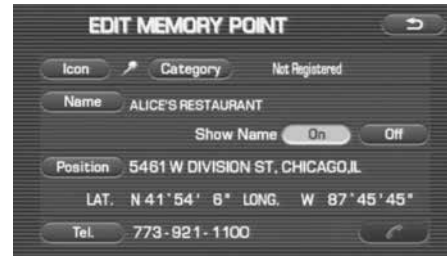 EDIT MEMORY POINT
Icon Category Not Registered
Name ALICE'S RESTAURANT
Show Name On Off
Position 5461 W DIVISION ST, CHICAGO,IL
LAT. N 41°54' 6" LONG. W 87°45'45"
Tel. 773-921-1100